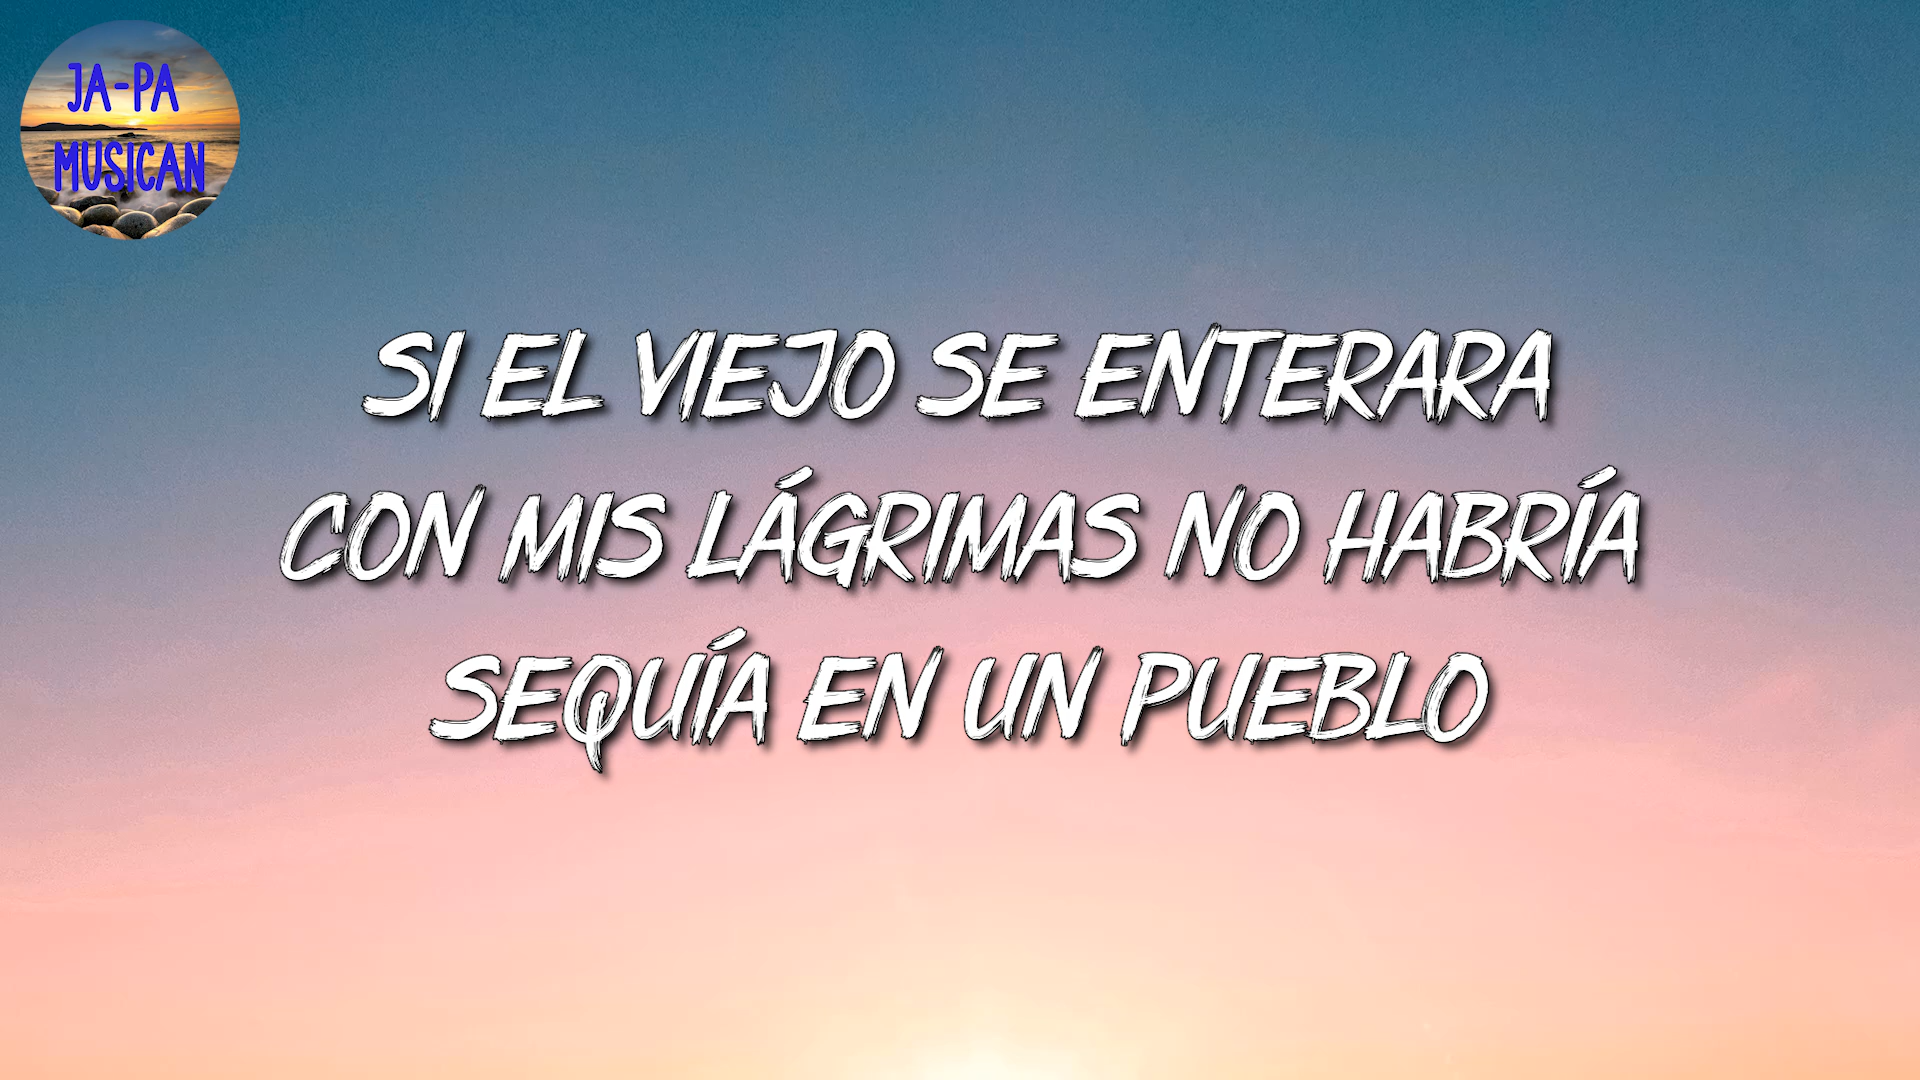 JA-PA
MUSICAN
SI EL VIEJO SE ENTERARA
CON MIS LÁGRIMAS NO HABRÍA
SEQUÍA EN UN PUEBLO